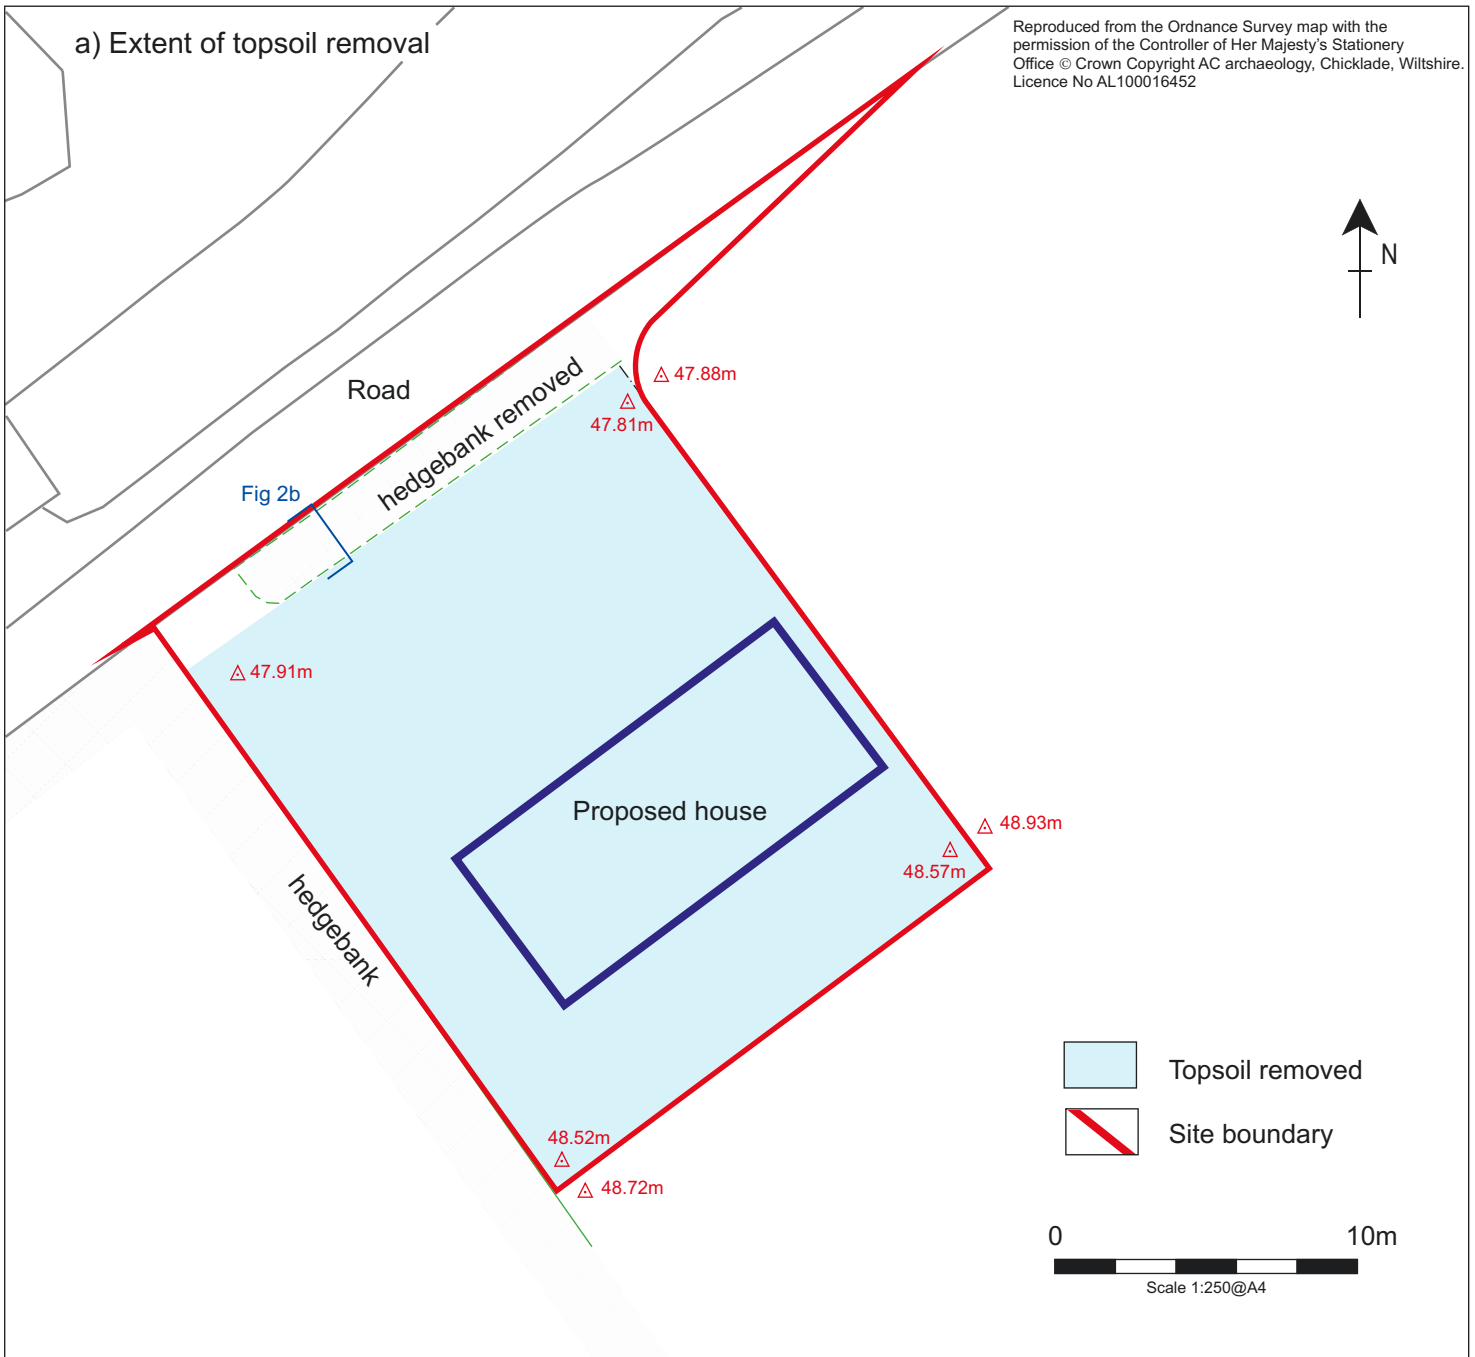 a) Extent of topsoil removal
Reproduced from the Ordnance Survey map with the
permission of the Controller of Her Majesty's Stationery
Office © Crown Copyright AC archaeology, Chicklade, Wiltshire.
Licence No AL100016452
N
Road
hedgebank removed
47.88m
47.81m
Fig 2b
47.91m
Proposed house
48.93m
48.57m
hedgebank
48.52m
48.72m
Topsoil removed
Site boundary
0 10m
Scale 1:250@A4